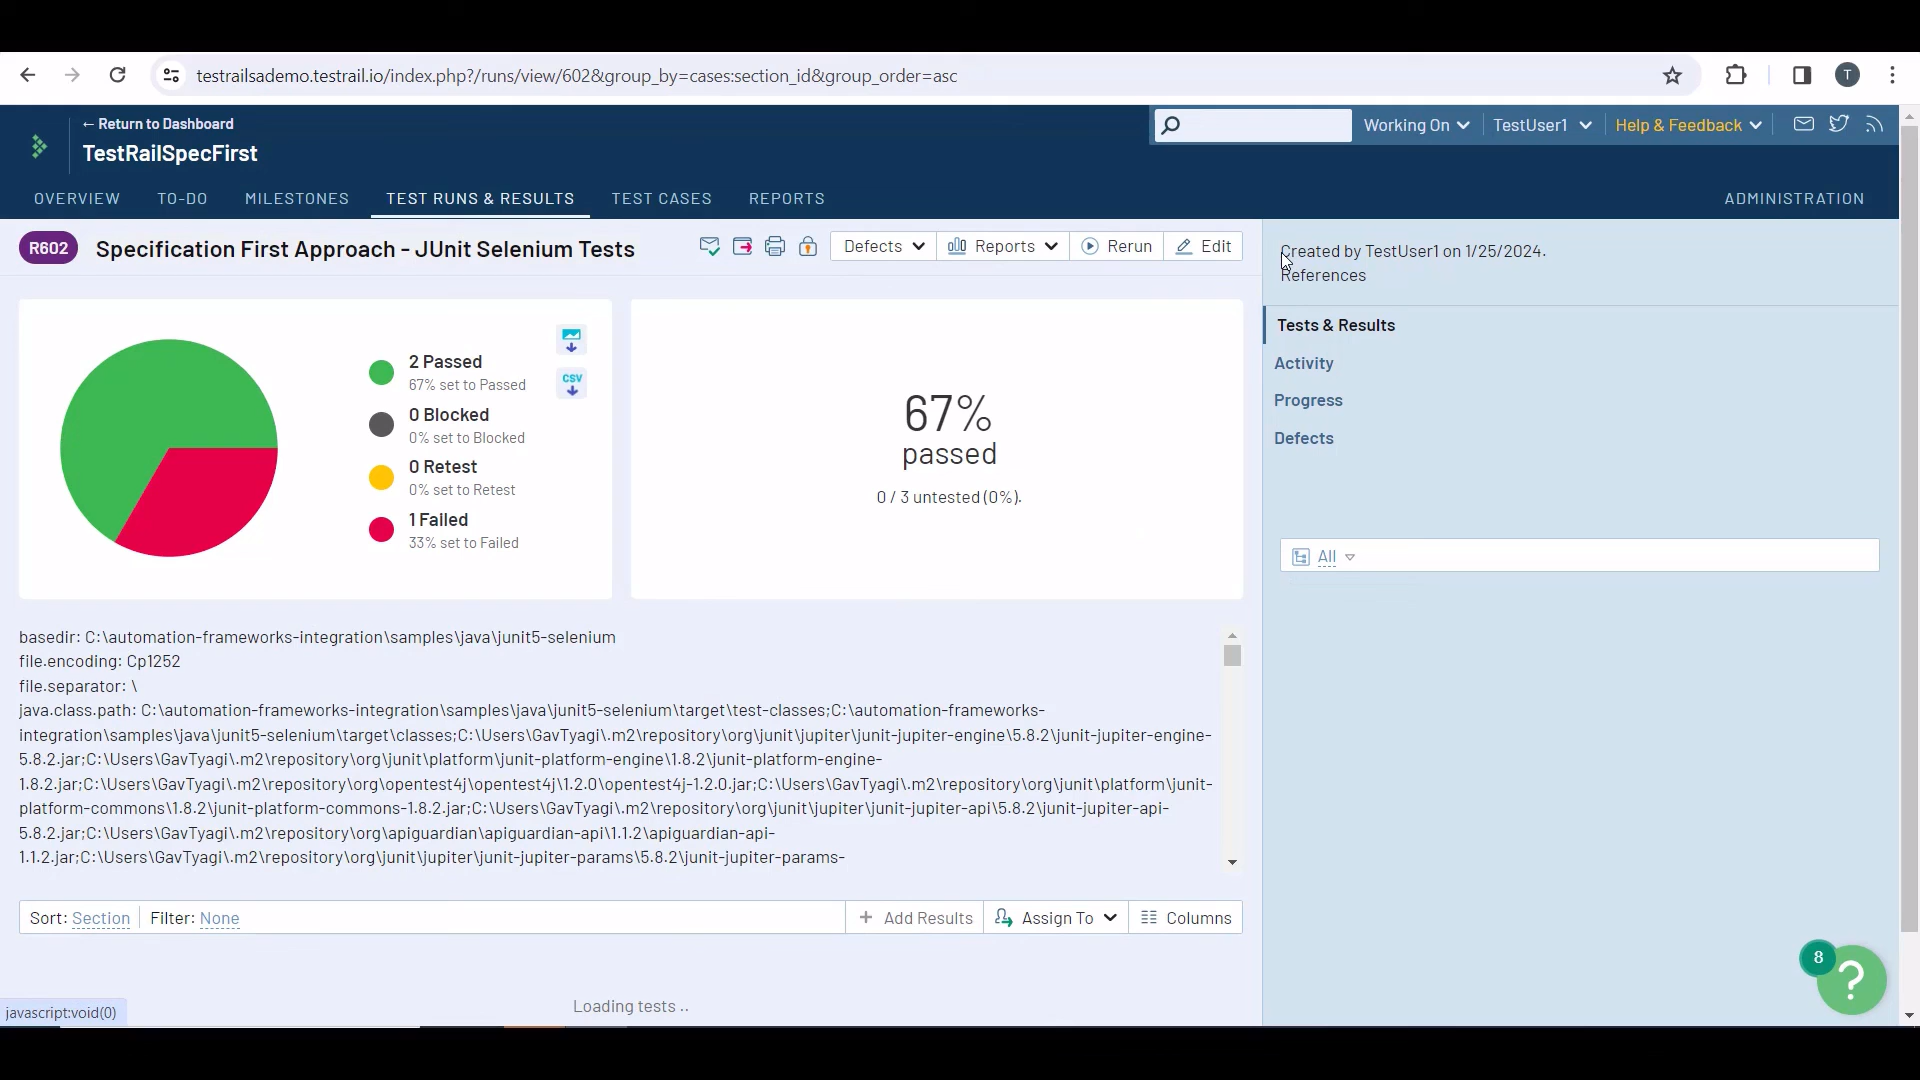 testrailsademo.testrail.io/index.php?/runs/view/602&group_by=cases:section_id&group_order=asc
T
← Return to Dashboard
TestRailSpecFirst
Working On
TestUser1
Help & Feedback
OVERVIEW
TO-DO
MILESTONES
TEST RUNS & RESULTS
TEST CASES
REPORTS
ADMINISTRATION
R602
Specification First Approach - JUnit Selenium Tests
Defects
Reports
Rerun
Edit
Created by TestUser1 on 1/25/2024.
References
Tests & Results
Activity
Progress
Defects
All
2 Passed
67% set to Passed
0 Blocked
0% set to Blocked
0 Retest
0% set to Retest
1 Failed
33% set to Failed
CSV
67%
passed
0 / 3 untested (0%).
basedir: C:\automation-frameworks-integration\samples\java\junit5-selenium
file.encoding: Cp1252
file.separator: \
java.class.path: C:\automation-frameworks-integration\samples\java\junit5-selenium\target\test-classes;C:\automation-frameworks-
integration\samples\java\junit5-selenium\target\classes;C:\Users\GavTyagi\.m2\repository\org\junit\jupiter\junit-jupiter-engine\5.8.2\junit-jupiter-engine-
5.8.2.jar;C:\Users\GavTyagi\.m2\repository\org\junit\platform\junit-platform-engine\1.8.2\junit-platform-engine-
1.8.2.jar;C:\Users\GavTyagi\.m2\repository\org\opentest4j\opentest4j\1.2.0\opentest4j-1.2.0.jar;C:\Users\GavTyagi\.m2\repository\org\junit\platform\junit-
platform-commons\1.8.2\junit-platform-commons-1.8.2.jar;C:\Users\GavTyagi\.m2\repository\org\junit\jupiter\junit-jupiter-api\5.8.2\junit-jupiter-api-
5.8.2.jar;C:\Users\GavTyagi\.m2\repository\org\apiguardian\apiguardian-api\1.1.2\apiguardian-api-
1.1.2.jar;C:\Users\GavTyagi\.m2\repository\org\junit\jupiter\junit-jupiter-params\5.8.2\junit-jupiter-params-
Sort: Section
Filter: None
+ Add Results
Assign To
Columns
8
?
Loading tests ..
javascript:void(0)